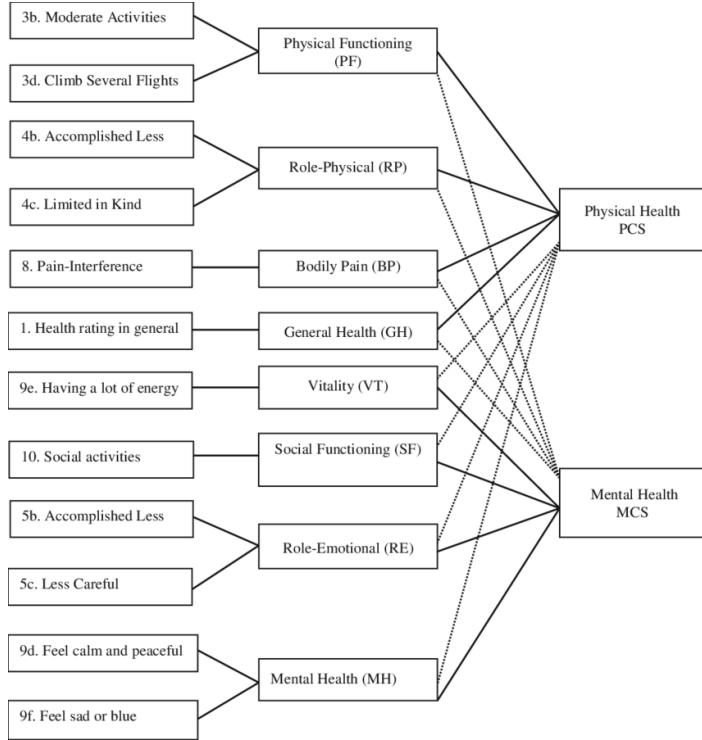 3b. Moderate Activities
3d. Climb Several Flights
4b. Accomplished Less
4c. Limited in Kind
8. Pain-Interference
1. Health rating in general
9e. Having a lot of energy
10. Social activities
5b. Accomplished Less
5c. Less Careful
9d. Feel calm and peaceful
9f. Feel sad or blue
Physical Functioning
(PF)
Role-Physical (RP)
Bodily Pain (BP)
General Health (GH)
Vitality (VT)
Social Functioning (SF)
Role-Emotional (RE)
Mental Health (MH)
Physical Health
PCS
Mental Health
MCS